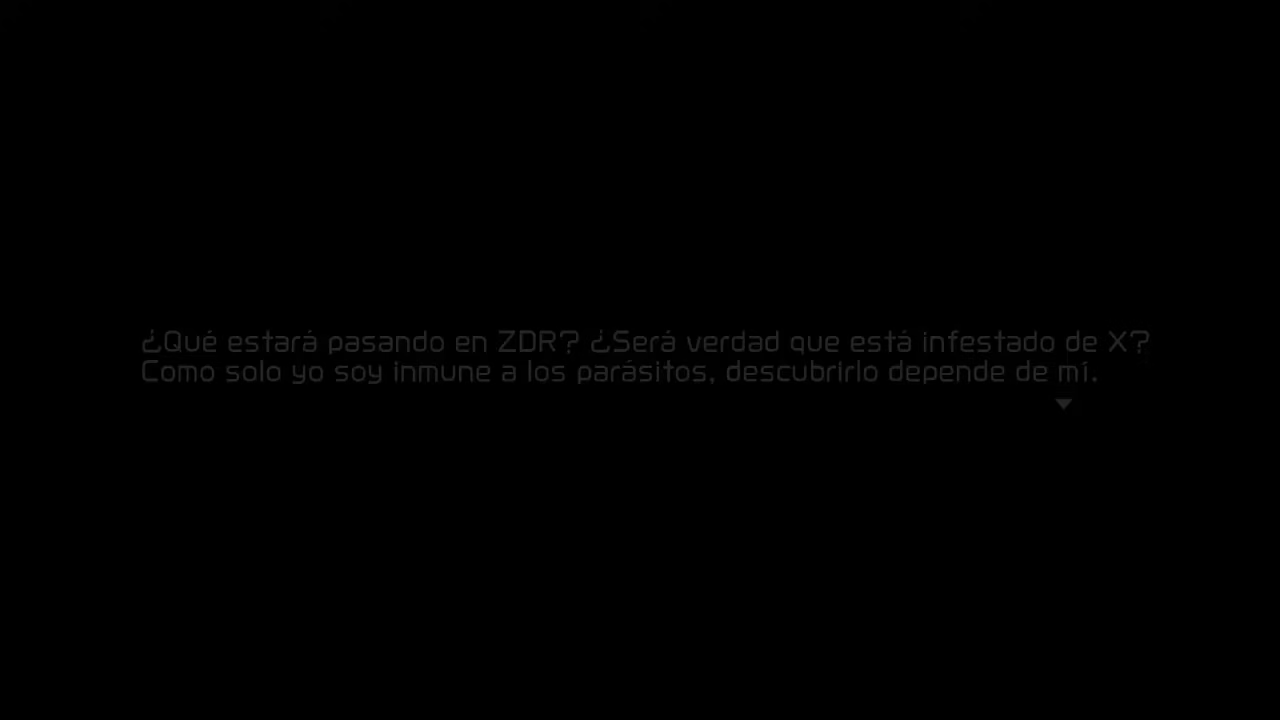 ¿Qué estará pasando en ZDR? ¿Será verdad que está infestado de X?
Como solo yo soy inmune a los parásitos, descubrirlo depende de mí.